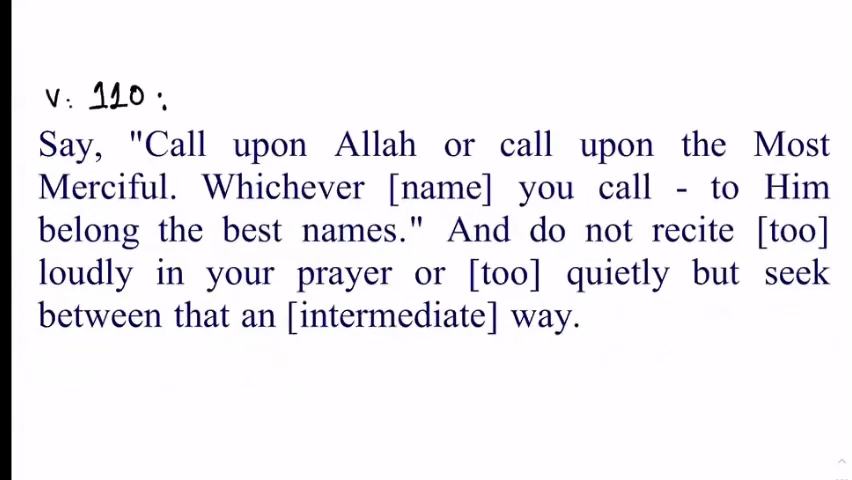 v: 110:
Say, "Call upon Allah or call upon the Most
Merciful. Whichever [name] you call - to Him
belong the best names." And do not recite [too]
loudly in your prayer or [too] quietly but seek
between that an [intermediate] way.